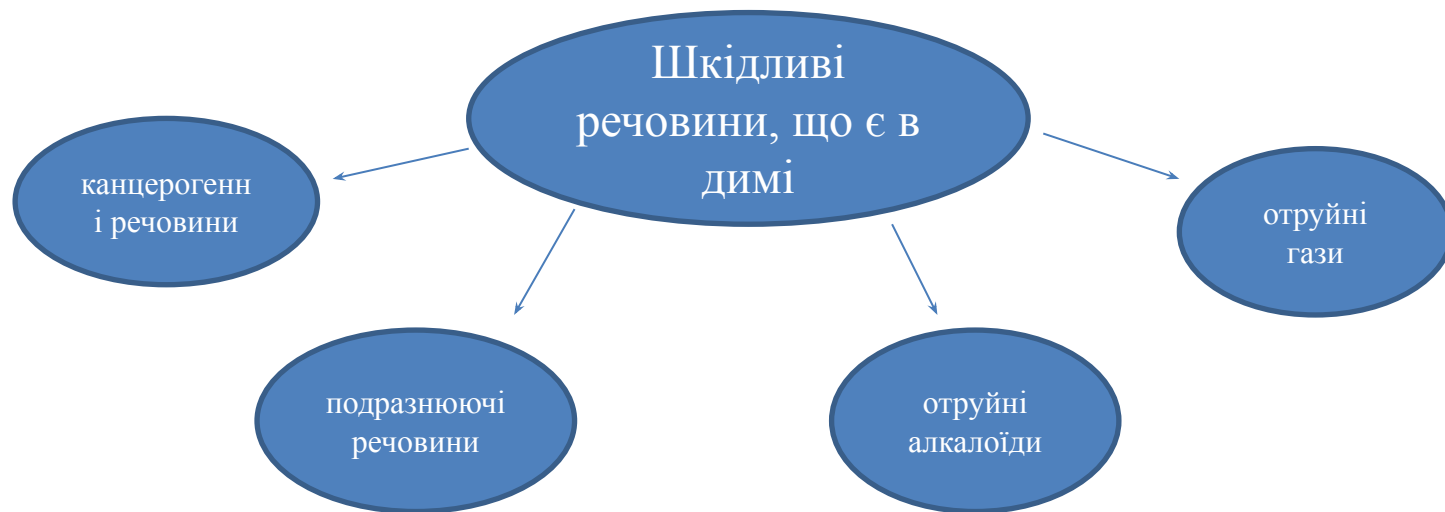 Шкідливі
речовини, що є в
димі
канцерогенн
і речовини
отруйні
гази
подразнюючі
речовини
отруйні
алкалоїди